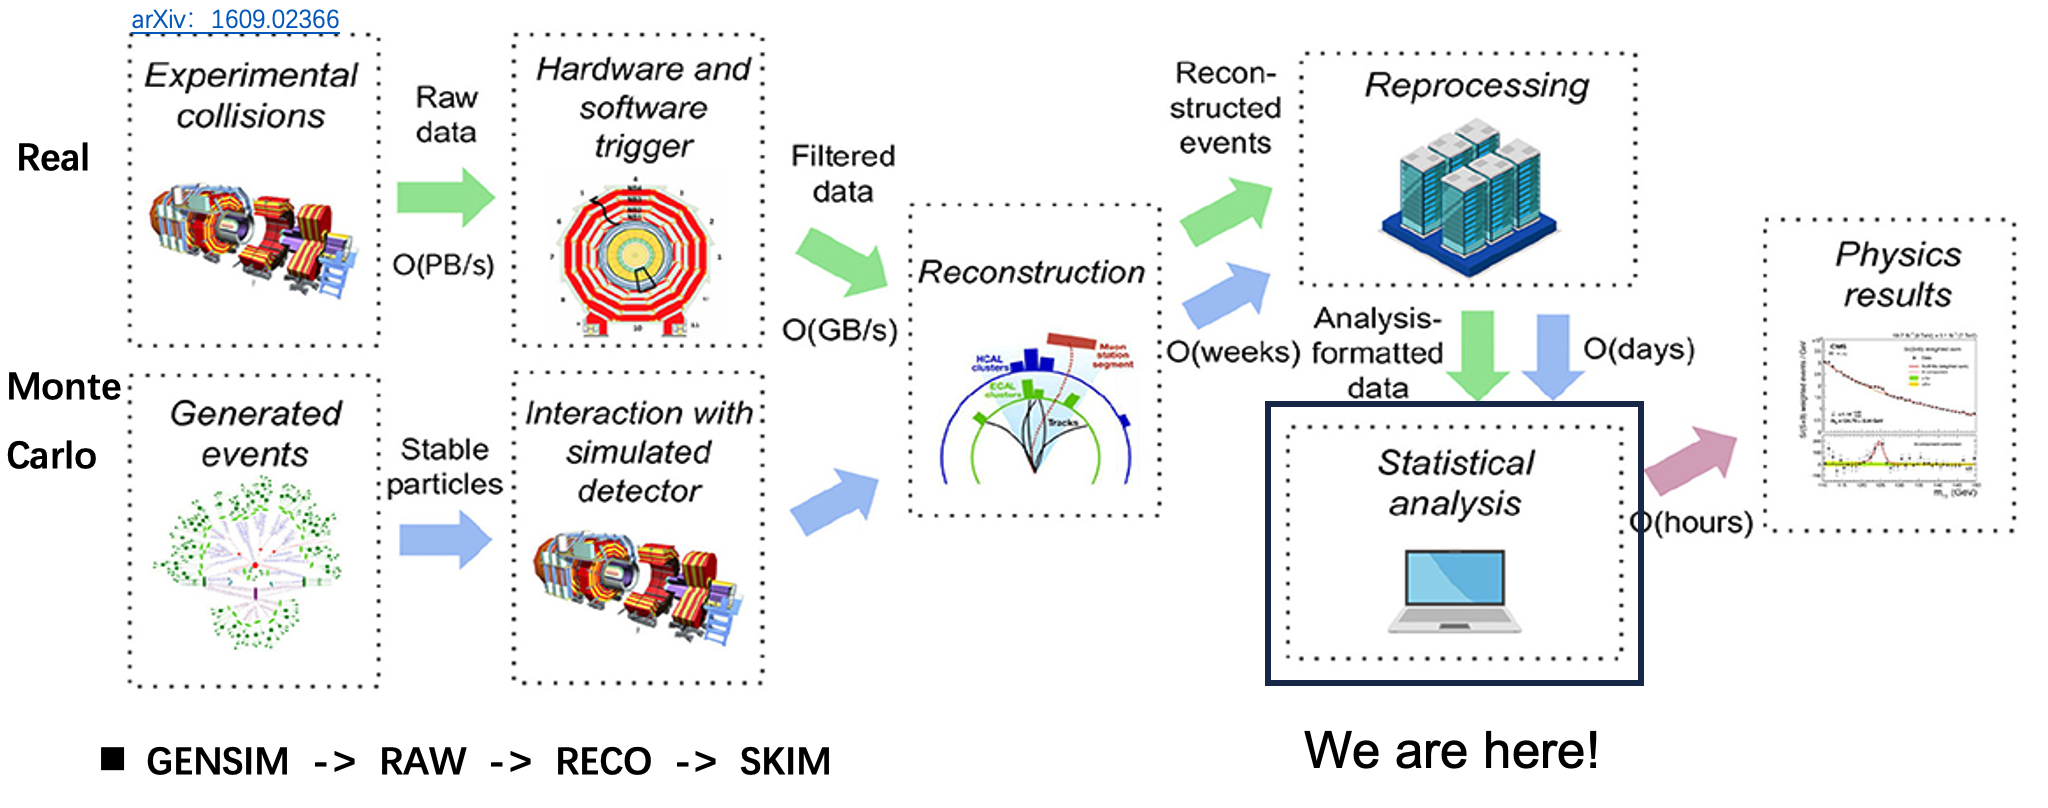 arXiv：1609.02366
Real
Experimental
collisions
Raw
data
O(PB/s)
Hardware and
software
trigger
Filtered
data
O(GB/s)
Monte
Carlo
Generated
events
Stable
particles
Interaction with
simulated
detector
Reconstruction
HCAL
clusters
Muon
station
segment
ECAL
clusters
Tracks
Recon-
structed
events
O(weeks)
Reprocessing
Analysis-
formatted
data
O(days)
Statistical
analysis
O(hours)
Physics
results
CMS
(GeV)
We are here!
■ GENSIM -> RAW -> RECO -> SKIM